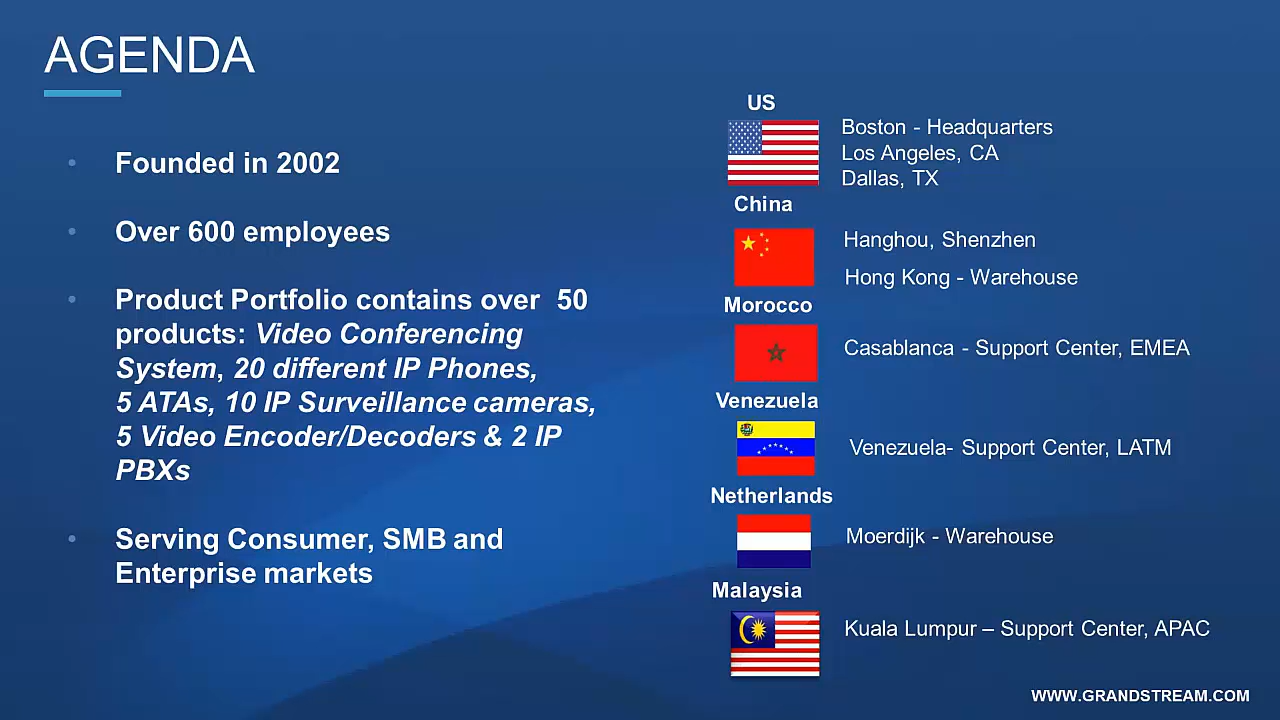 AGENDA
Founded in 2002
Over 600 employees
Product Portfolio contains over 50
products: Video Conferencing
System, 20 different IP Phones,
5 ATAs, 10 IP Surveillance cameras,
5 Video Encoder/Decoders & 2 IP
PBXs
Serving Consumer, SMB and
Enterprise markets
US
Boston - Headquarters
Los Angeles, CA
Dallas, TX
China
Hanghou, Shenzhen
Hong Kong - Warehouse
Morocco
Casablanca - Support Center, EMEA
Venezuela
Venezuela- Support Center, LATM
Netherlands
Moerdijk - Warehouse
Malaysia
Kuala Lumpur – Support Center, APAC
WWW.GRANDSTREAM.COM